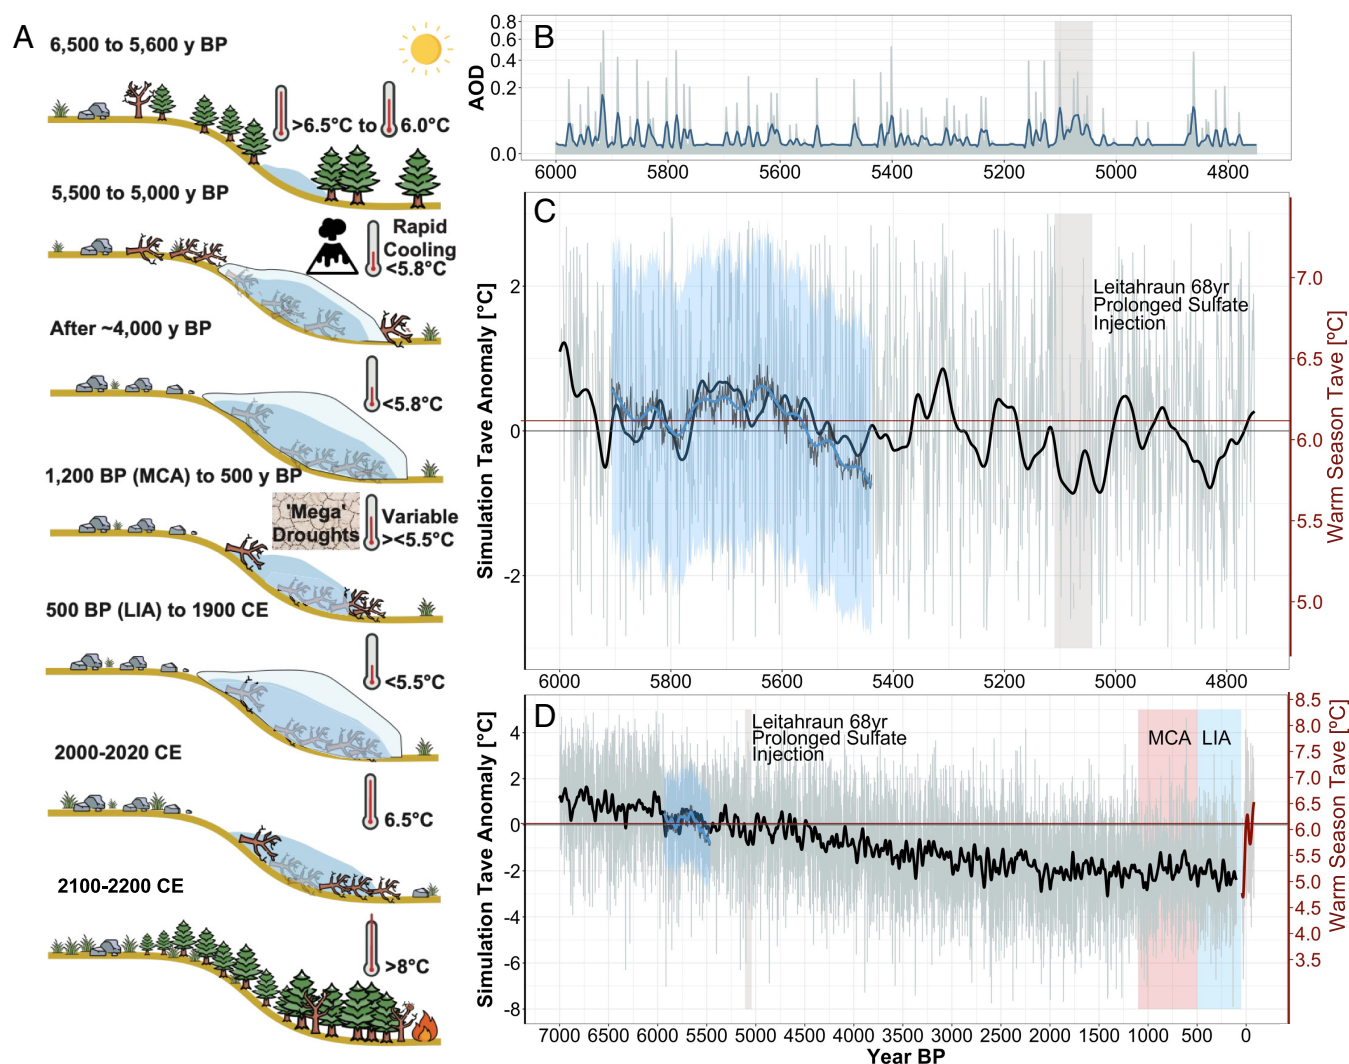 A
6,500 to 5,600 y BP
>6.5°C to 6.0°C
5,500 to 5,000 y BP
Rapid
Cooling
<5.8°C
After ~4,000 y BP
<5.8°C
1,200 BP (MCA) to 500 y BP
'Mega'
Droughts
Variable
><5.5°C
500 BP (LIA) to 1900 CE
<5.5°C
2000-2020 CE
6.5°C
2100-2200 CE
>8°C
B
AOD
0.8
0.6
0.4
0.2
0.0
6000 5800 5600 5400 5200 5000 4800
C
Simulation Tave Anomaly [°C]
2
0
-2
Leitahraun 68yr
Prolonged Sulfate
Injection
7.0
6.5
6.0
5.5
5.0
Warm Season Tave [ºC]
6000 5800 5600 5400 5200 5000 4800
D
Simulation Tave Anomaly [°C]
4
2
0
-2
-4
-6
-8
Leitahraun 68yr
Prolonged Sulfate
Injection
MCA LIA
8.5
8.0
7.5
7.0
6.5
6.0
5.5
5.0
4.5
4.0
3.5
Warm Season Tave [ºC]
7000 6500 6000 5500 5000 4500 4000 3500 3000 2500 2000 1500 1000 500 0
Year BP